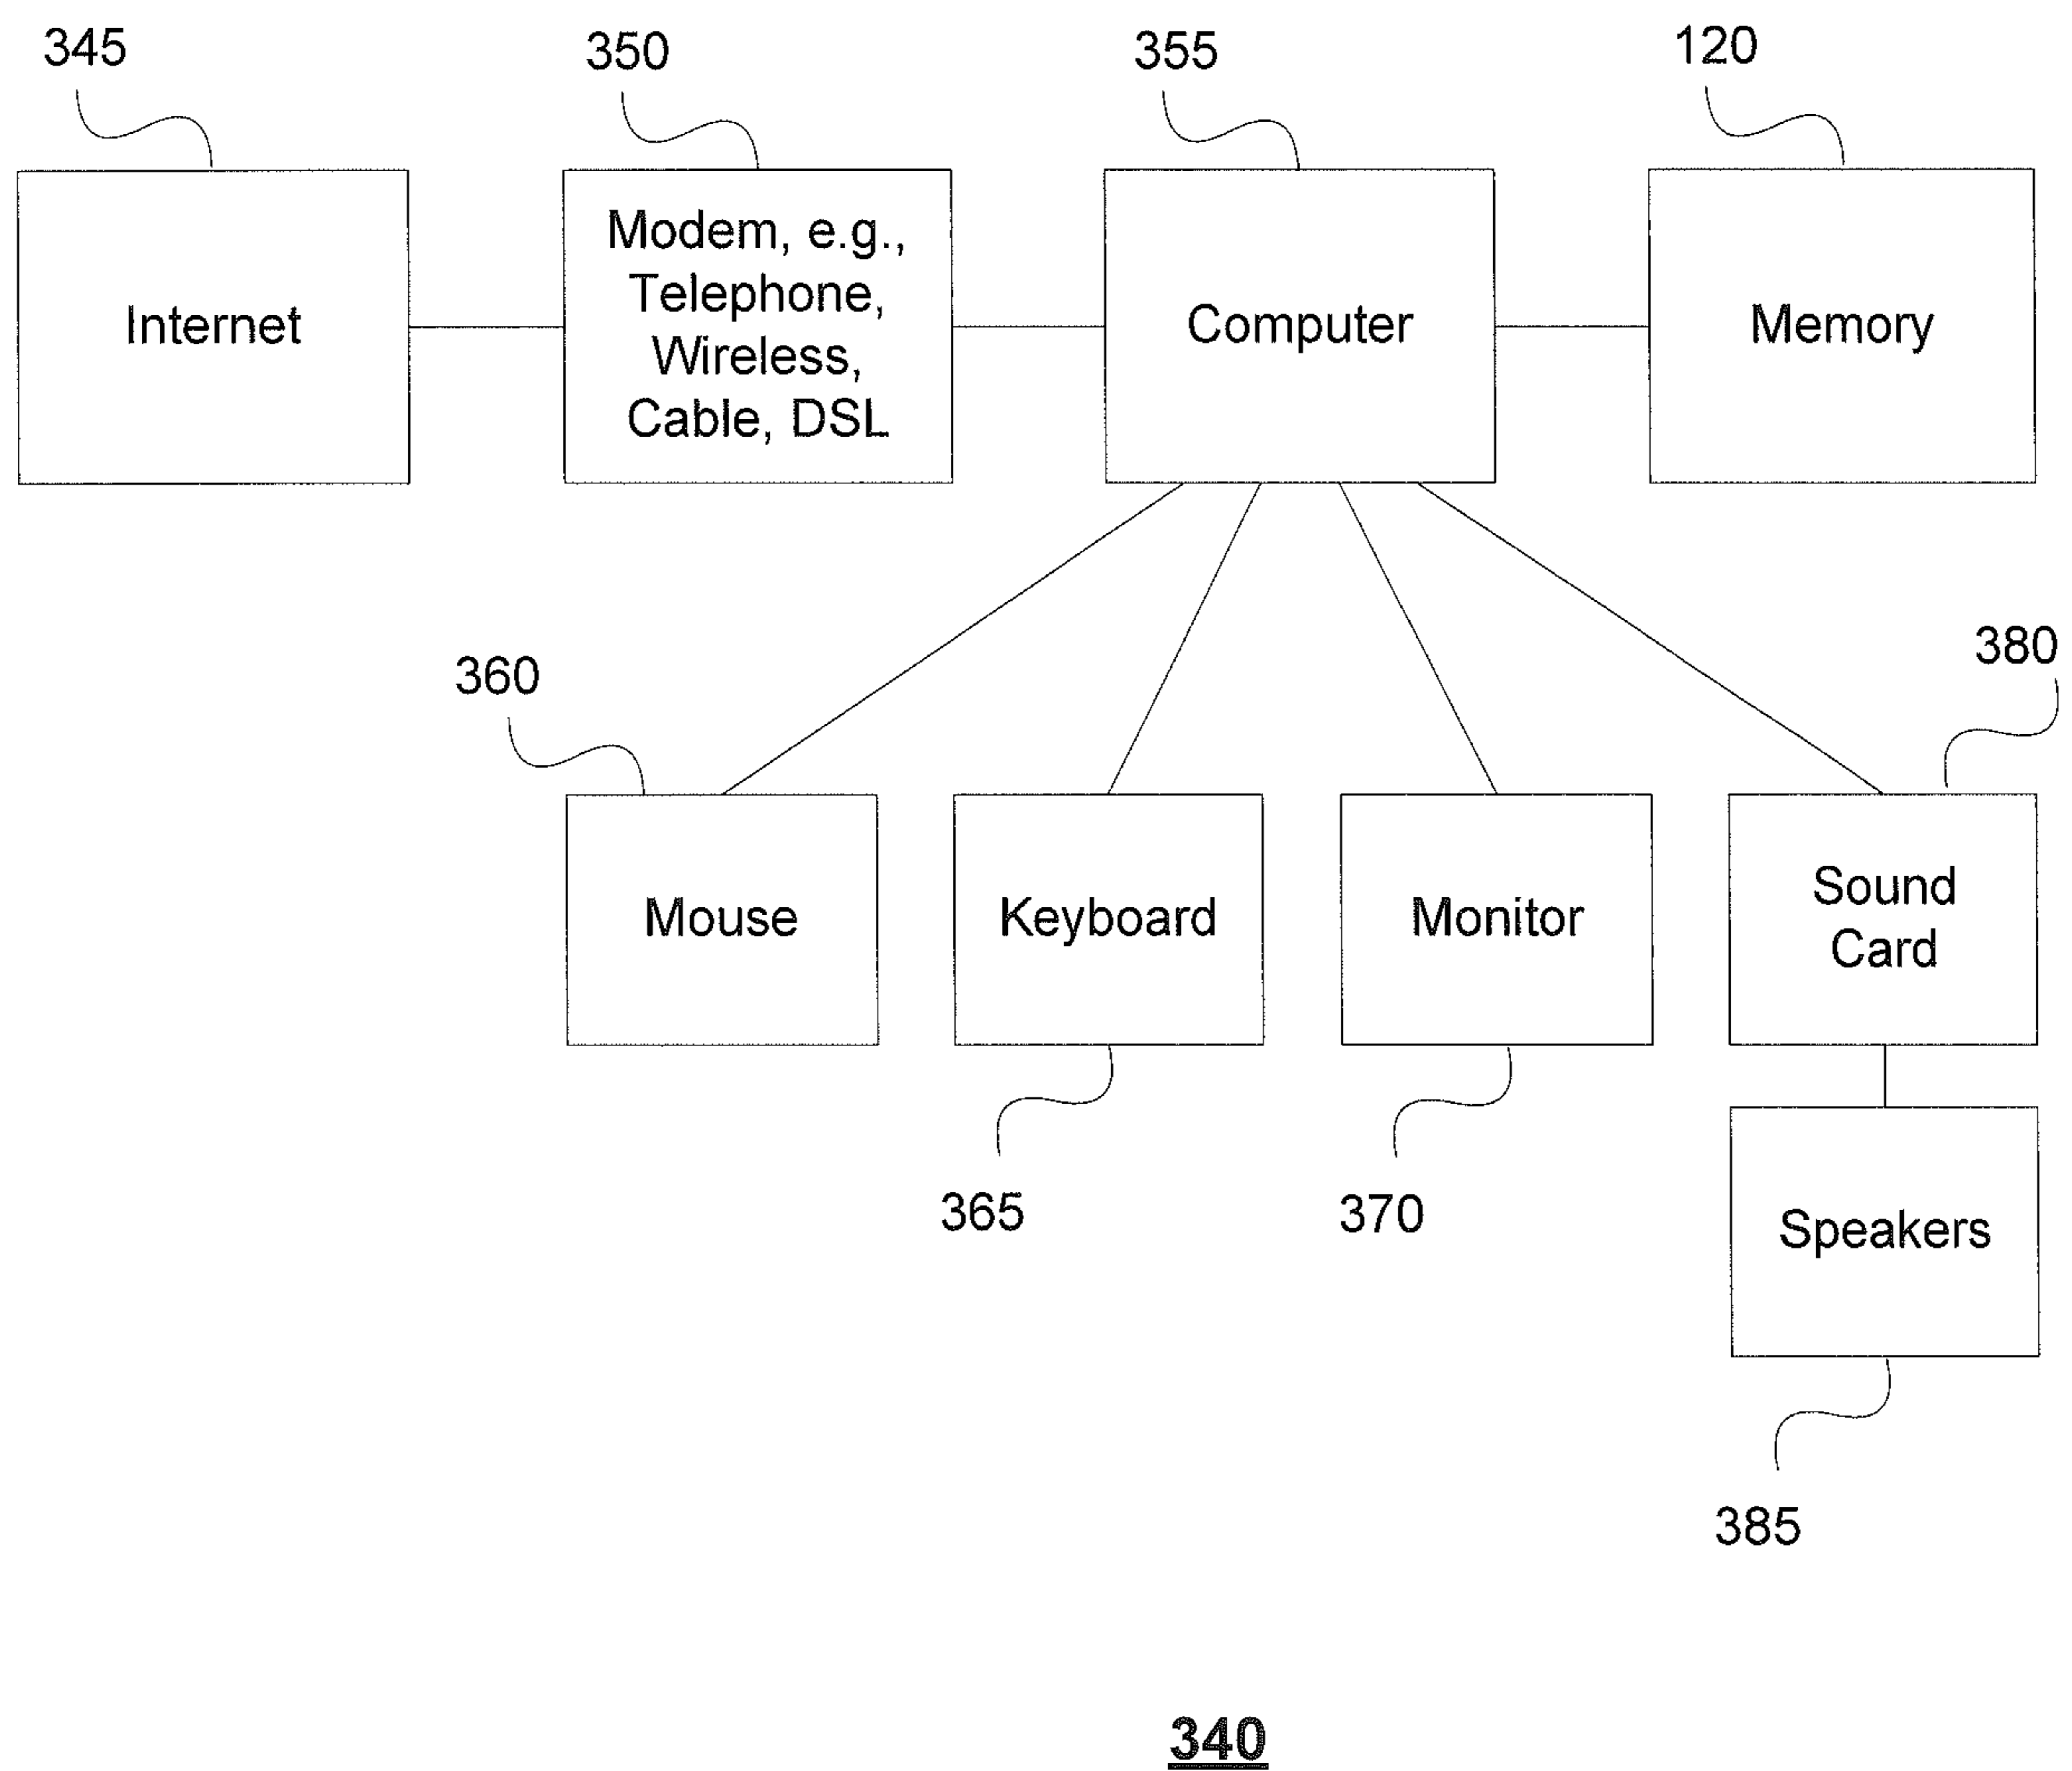 345
350
355
120
Internet
Modem, e.g.,
Telephone,
Wireless,
Cable, DSL
Computer
Memory
360
380
Mouse
Keyboard
Monitor
Sound
Card
365
370
Speakers
385
340